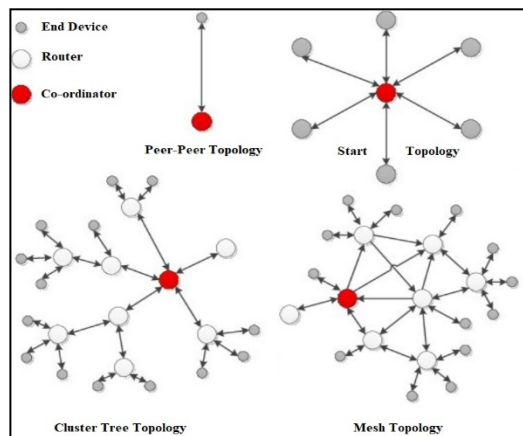 End Device
Router
Co-ordinator
Peer-Peer Topology
Start Topology
Cluster Tree Topology
Mesh Topology